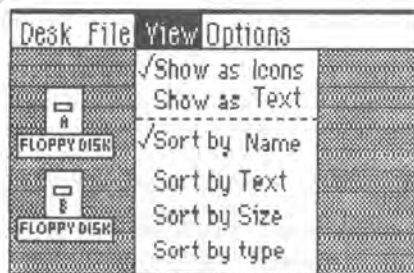 Desk File View Options
√Show as Icons
Show as Text
√Sort by Name
Sort by Text
Sort by Size
Sort by type
A
FLOPPY DISK
B
FLOPPY DISK